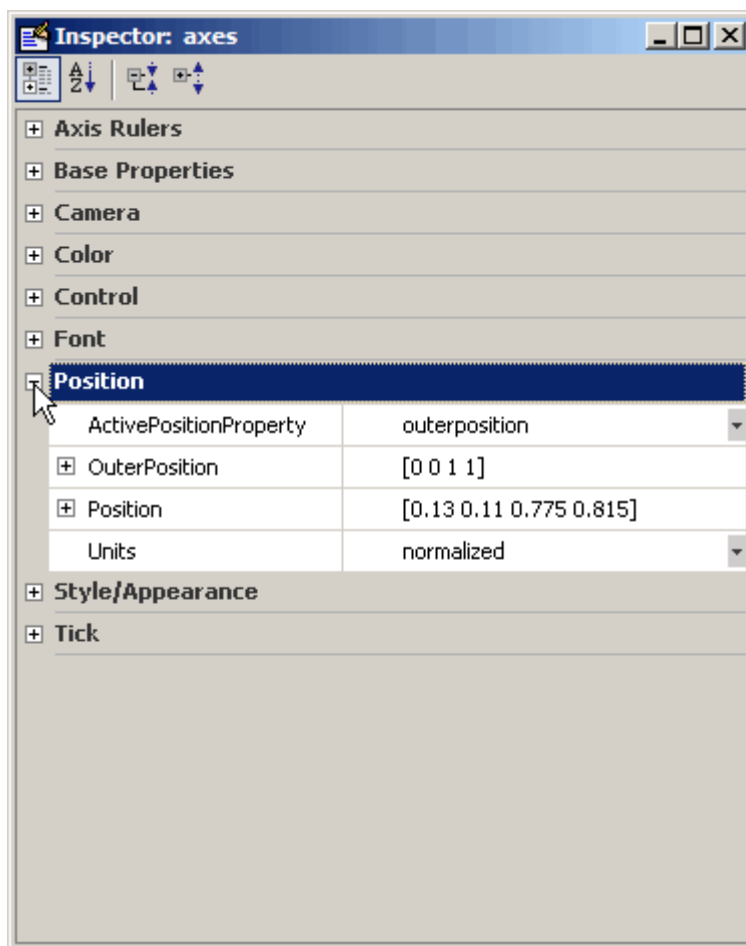 Inspector: axes
Axis Rulers
Base Properties
Camera
Color
Control
Font
Position
ActivePositionProperty outerposition
OuterPosition [0 0 1 1]
Position [0.13 0.11 0.775 0.815]
Units normalized
Style/Appearance
Tick